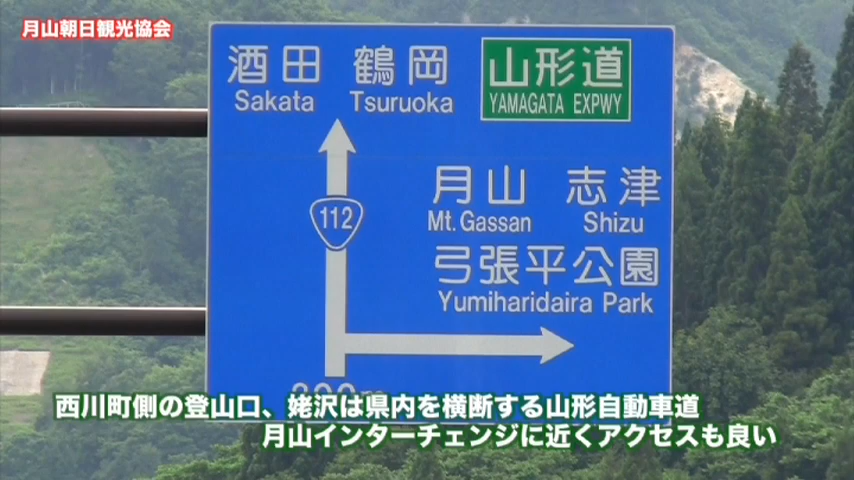 月山朝日観光協会
酒田 鶴岡 山形道
Sakata Tsuruoka YAMAGATA EXPWY
112
月山 志津
Mt. Gassan Shizu
弓張平公園
Yumiharidaira Park
西川町側の登山口、姥沢は県内を横断する山形自動車道
月山インターチェンジに近くアクセスも良い